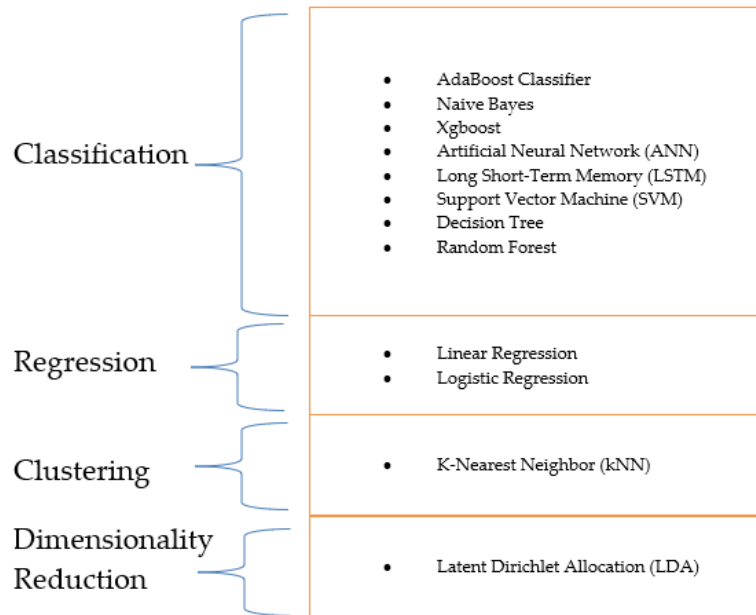 Classification
• AdaBoost Classifier
• Naive Bayes
• Xgboost
• Artificial Neural Network (ANN)
• Long Short-Term Memory (LSTM)
• Support Vector Machine (SVM)
• Decision Tree
• Random Forest
Regression
• Linear Regression
• Logistic Regression
Clustering
• K-Nearest Neighbor (kNN)
Dimensionality
Reduction
• Latent Dirichlet Allocation (LDA)